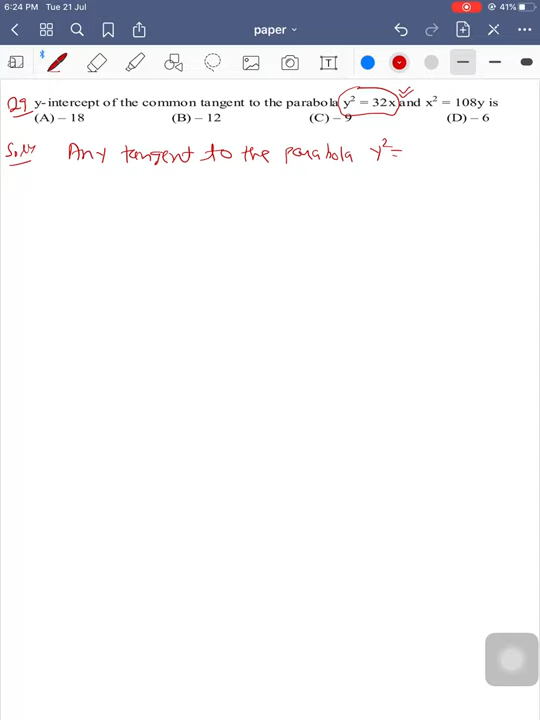 6:24 PM Tue 21 Jul 41%
paper
T
Q9 y-intercept of the common tangent to the parabola y² = 32x and x² = 108y is
(A) – 18 (B) – 12 (C) – 9 (D) – 6
Any tangent to the parabola y² =